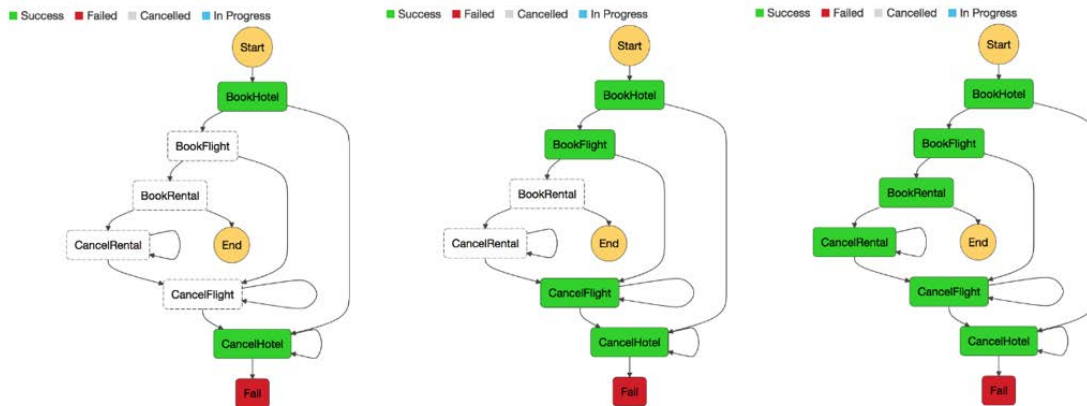 Success Failed Cancelled In Progress
Start
BookHotel
BookFlight
BookRental
CancelRental
End
CancelFlight
CancelHotel
Fail
Success Failed Cancelled In Progress
Start
BookHotel
BookFlight
BookRental
CancelRental
End
CancelFlight
CancelHotel
Fail
Success Failed Cancelled In Progress
Start
BookHotel
BookFlight
BookRental
CancelRental
End
CancelFlight
CancelHotel
Fail